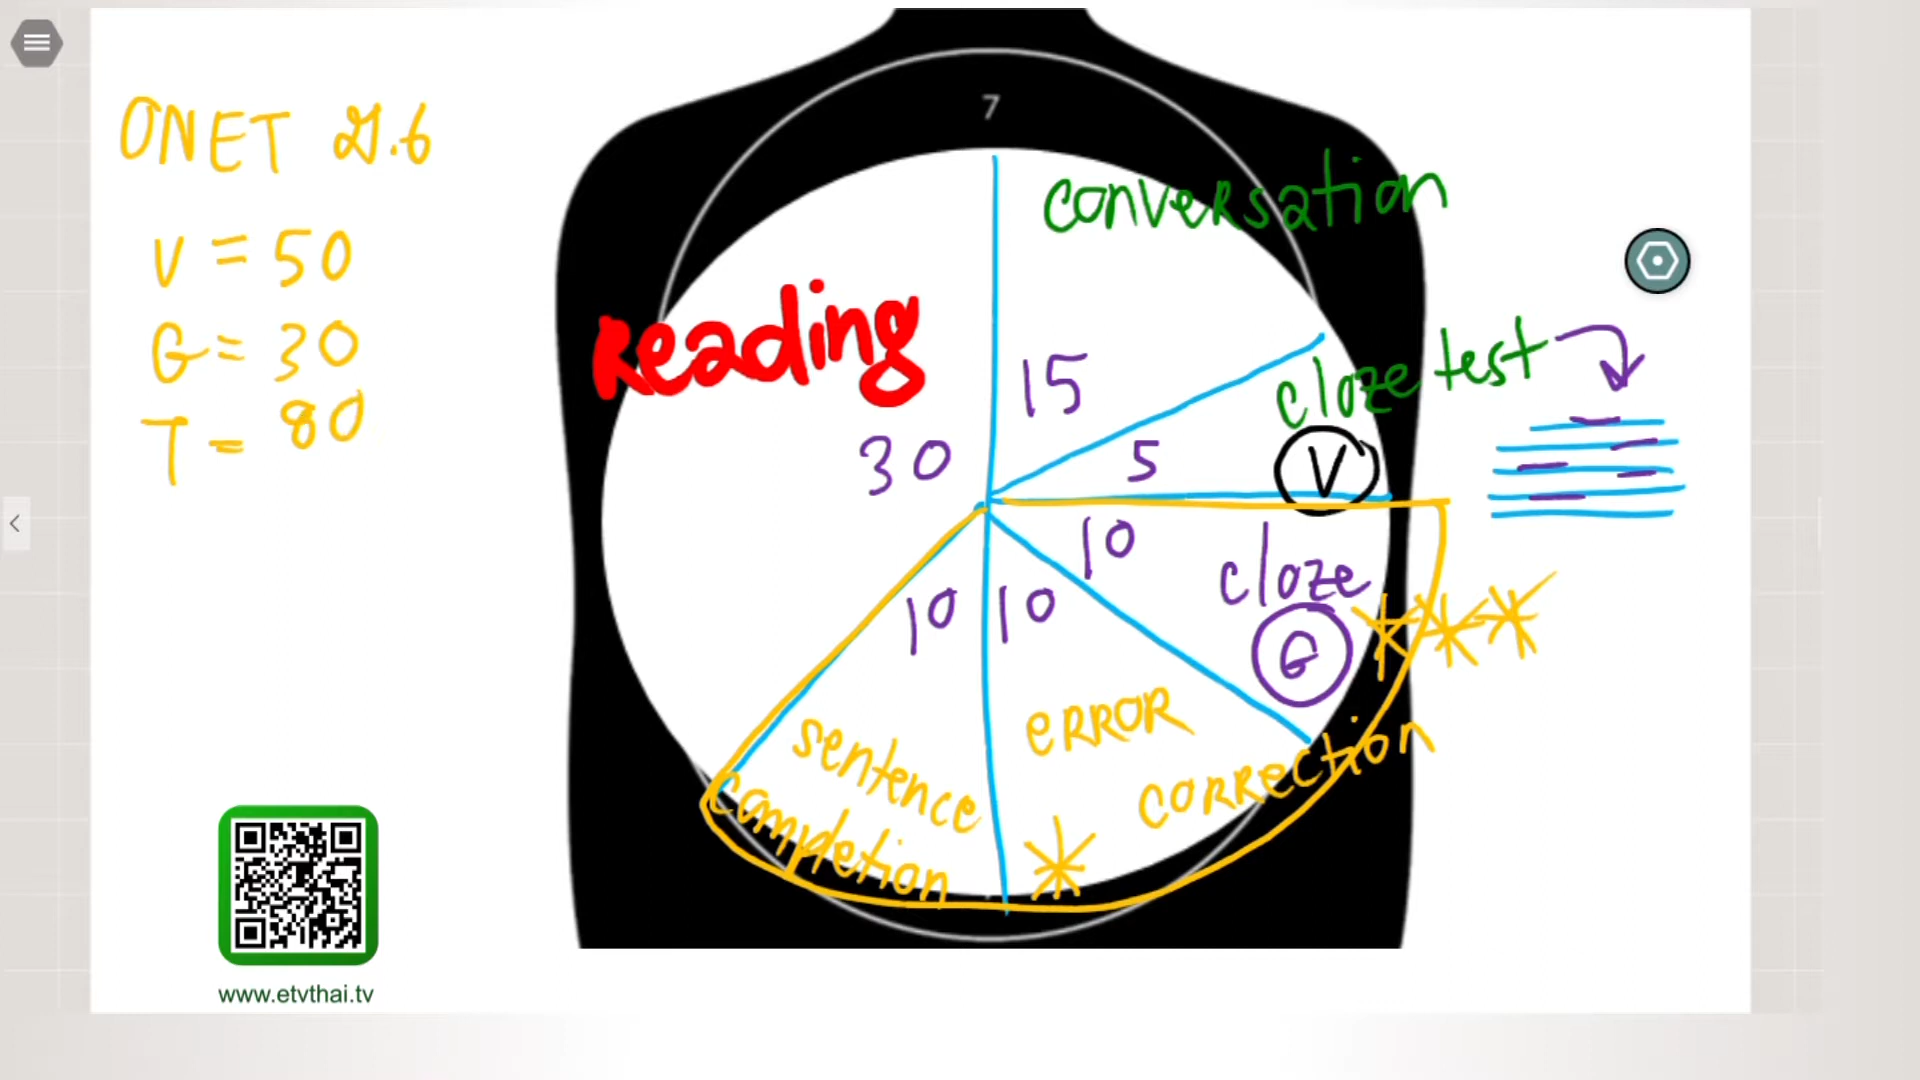 ONET ม.6
V = 50
G = 30
T = 80
7
conversation
Reading
15
cloze test
30
5
V
10
cloze
G
10
10
ERROR
correction
sentence
completion
www.etvthai.tv